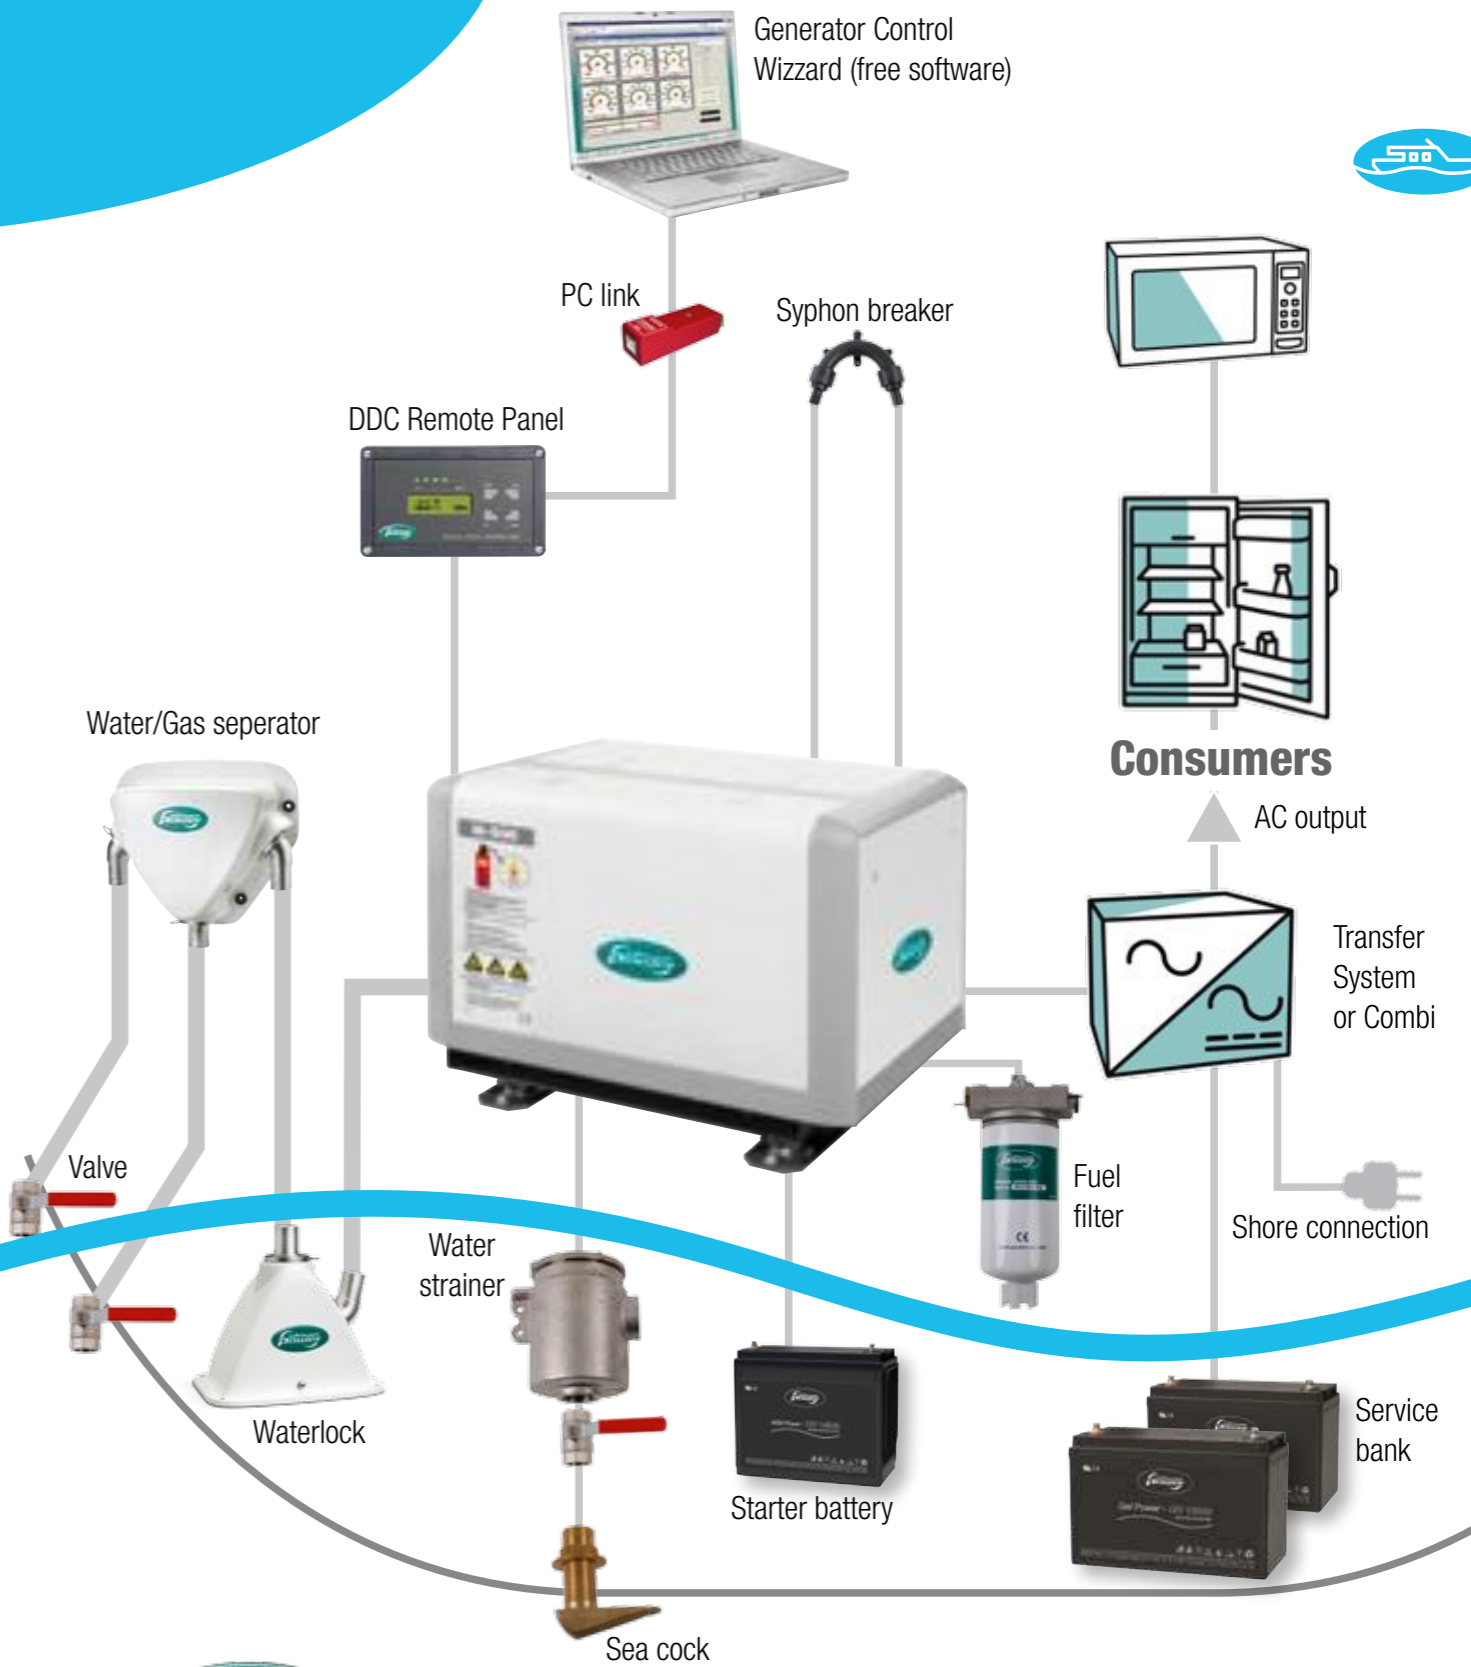 Generator Control
Wizzard (free software)
PC link
Syphon breaker
DDC Remote Panel
Water/Gas seperator
Consumers
AC output
Transfer
System
or Combi
Valve
Fuel
filter
Shore connection
Water
strainer
Waterlock
Starter battery
Service
bank
Sea cock